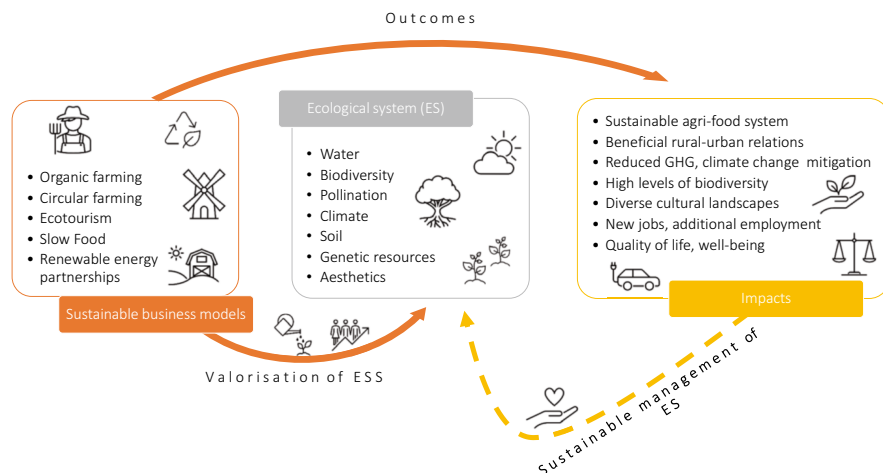 Outcomes
Ecological system (ES)
• Organic farming
• Circular farming
• Ecotourism
• Slow Food
• Renewable energy
partnerships
Sustainable business models
• Water
• Biodiversity
• Pollination
• Climate
• Soil
• Genetic resources
• Aesthetics
• Sustainable agri-food system
• Beneficial rural-urban relations
• Reduced GHG, climate change mitigation
• High levels of biodiversity
• Diverse cultural landscapes
• New jobs, additional employment
• Quality of life, well-being
Impacts
Valorisation of ESS
Sustainable management of
ES